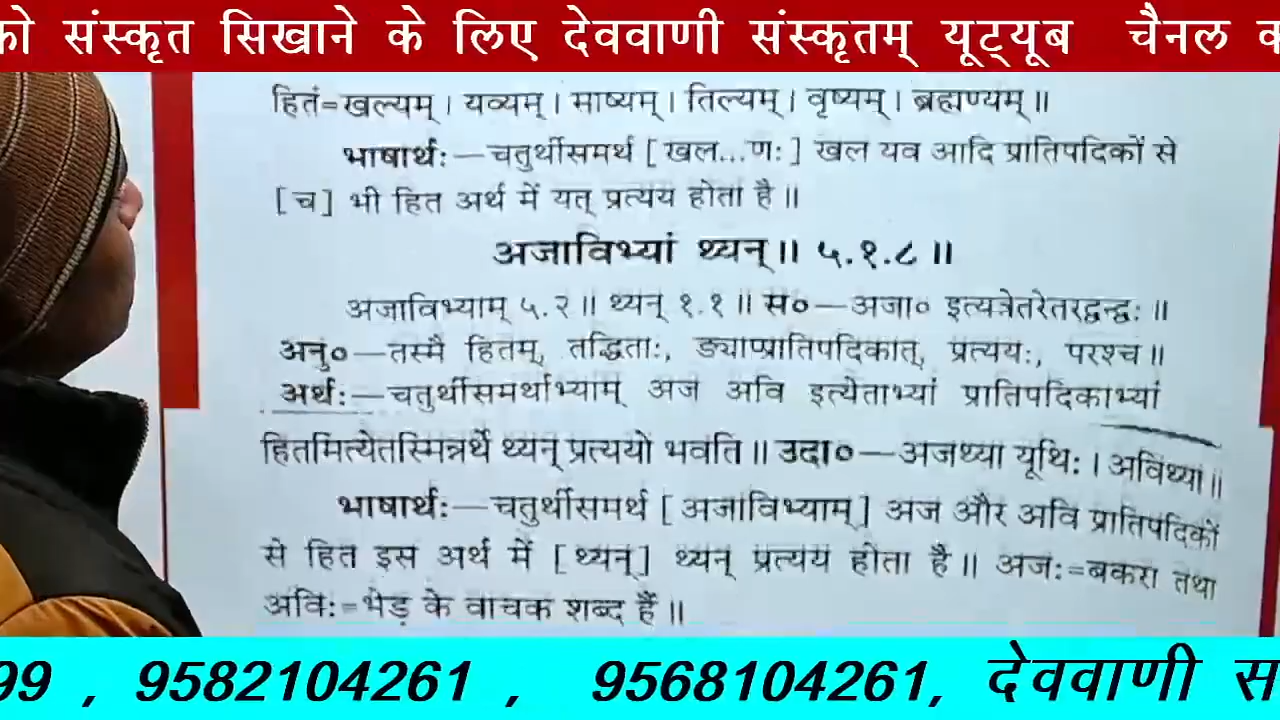 को संस्कृत सिखाने के लिए देववाणी संस्कृतम् यूट्यूब चैनल क
हितं=खल्यम् । यव्यम् । माष्यम् । तिल्यम् । वृष्यम् । ब्रह्मण्यम् ॥
भाषार्थः—चतुर्थीसमर्थ [ खल...णः ] खल यव आदि प्रातिपदिकों से
[ च ] भी हित अर्थ में यत् प्रत्यय होता है ॥
अजाविभ्यां थ्यन् ॥ ५.१.८ ॥
अजाविभ्याम् ५.२ ॥ थ्यन् १.१ ॥ स०—अजा० इत्यत्रेतरेतरद्वन्द्वः ॥
अनु०—तस्मै हितम्, तद्धिताः, ङ्याप्प्रातिपदिकात्, प्रत्ययः, परश्च ॥
अर्थः—चतुर्थीसमर्थाभ्याम् अज अवि इत्येताभ्यां प्रातिपदिकाभ्यां
हितमित्येतस्मिन्नर्थे थ्यन् प्रत्ययो भवति ॥ उदा०—अजथ्या यूथिः । अविथ्या ॥
भाषार्थः—चतुर्थीसमर्थ [ अजाविभ्याम् ] अज और अवि प्रातिपदिकों
से हित इस अर्थ में [ थ्यन् ] थ्यन् प्रत्यय होता है ॥ अजः=बकरा तथा
अविः=भेड़ के वाचक शब्द हैं ॥
99 , 9582104261 , 9568104261, देववाणी स